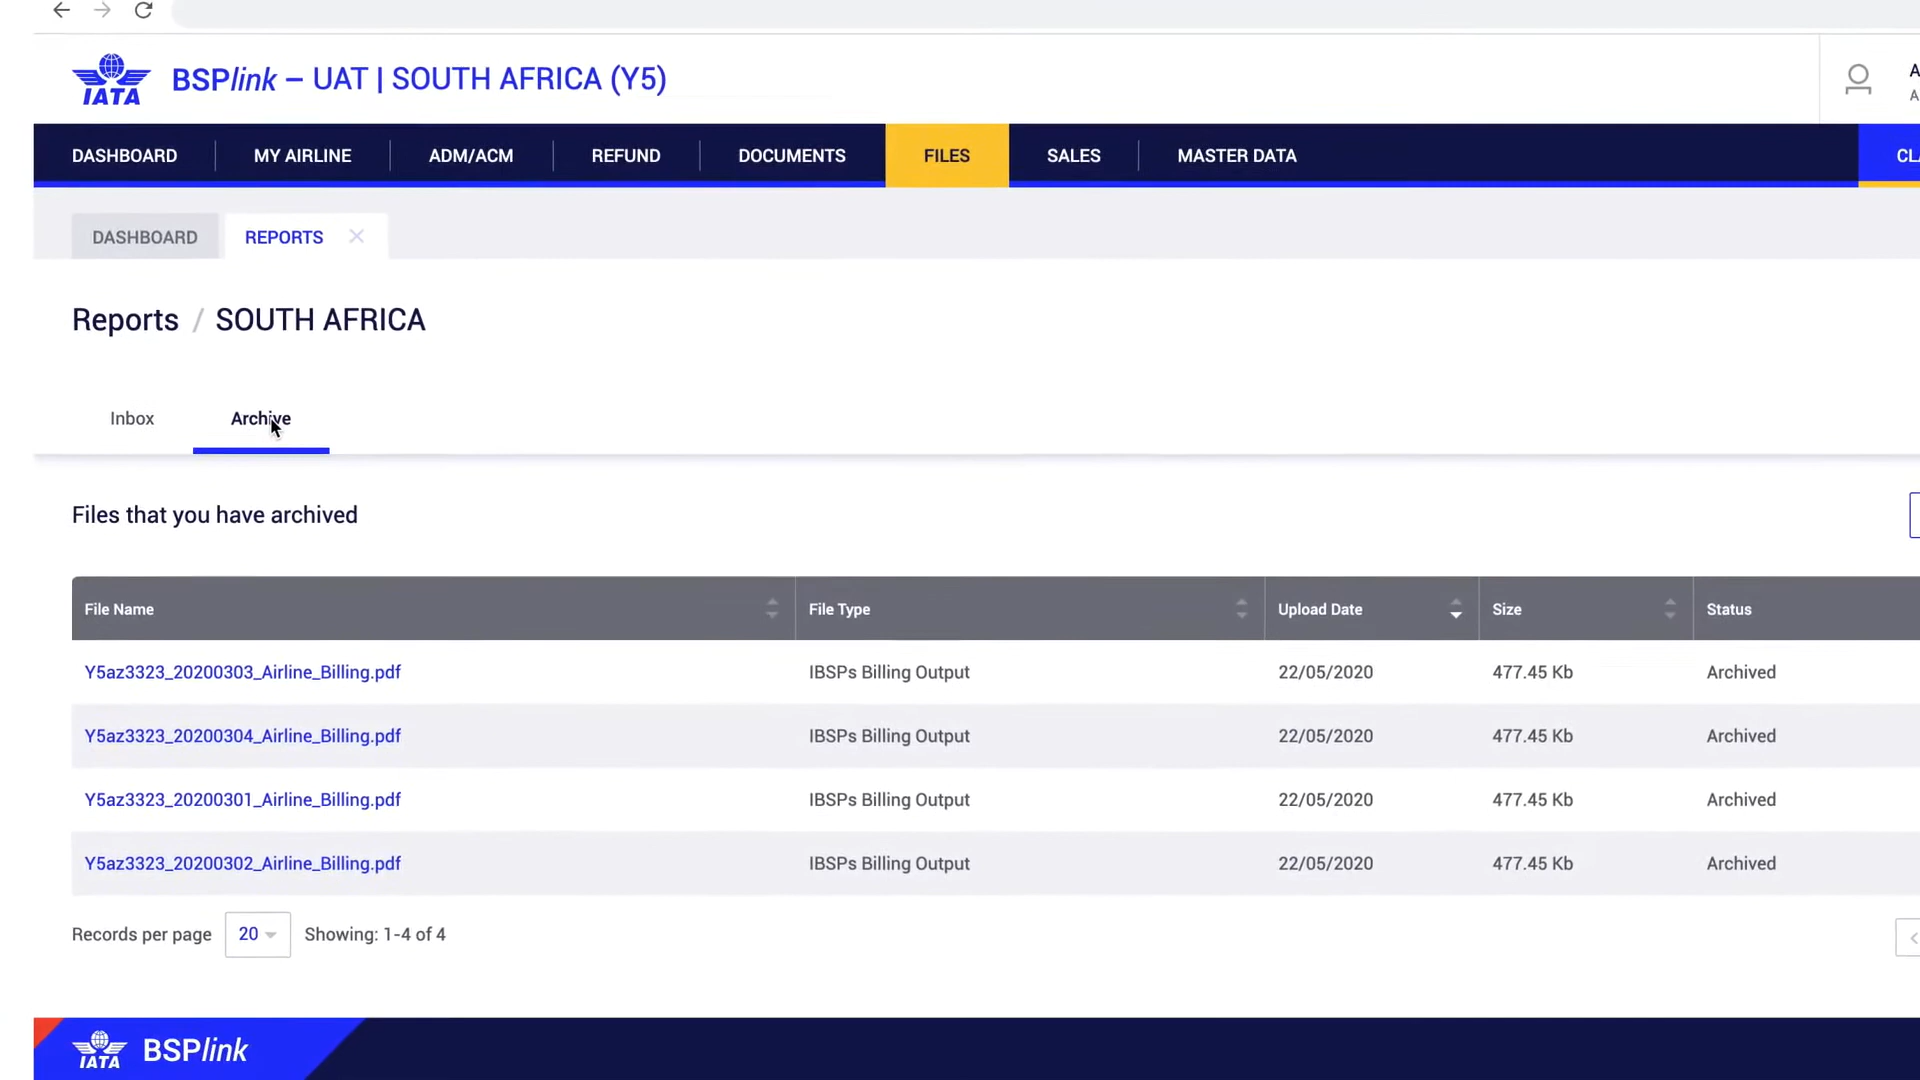 IATA
BSPlink – UAT | SOUTH AFRICA (Y5)
A
A
DASHBOARD
MY AIRLINE
ADM/ACM
REFUND
DOCUMENTS
FILES
SALES
MASTER DATA
DASHBOARD
REPORTS
Reports / SOUTH AFRICA
Inbox
Archive
Files that you have archived
File Name File Type Upload Date Size Status
Y5az3323_20200303_Airline_Billing.pdf IBSPs Billing Output 22/05/2020 477.45 Kb Archived
Y5az3323_20200304_Airline_Billing.pdf IBSPs Billing Output 22/05/2020 477.45 Kb Archived
Y5az3323_20200301_Airline_Billing.pdf IBSPs Billing Output 22/05/2020 477.45 Kb Archived
Y5az3323_20200302_Airline_Billing.pdf IBSPs Billing Output 22/05/2020 477.45 Kb Archived
Records per page 20 Showing: 1-4 of 4
IATA
BSPlink